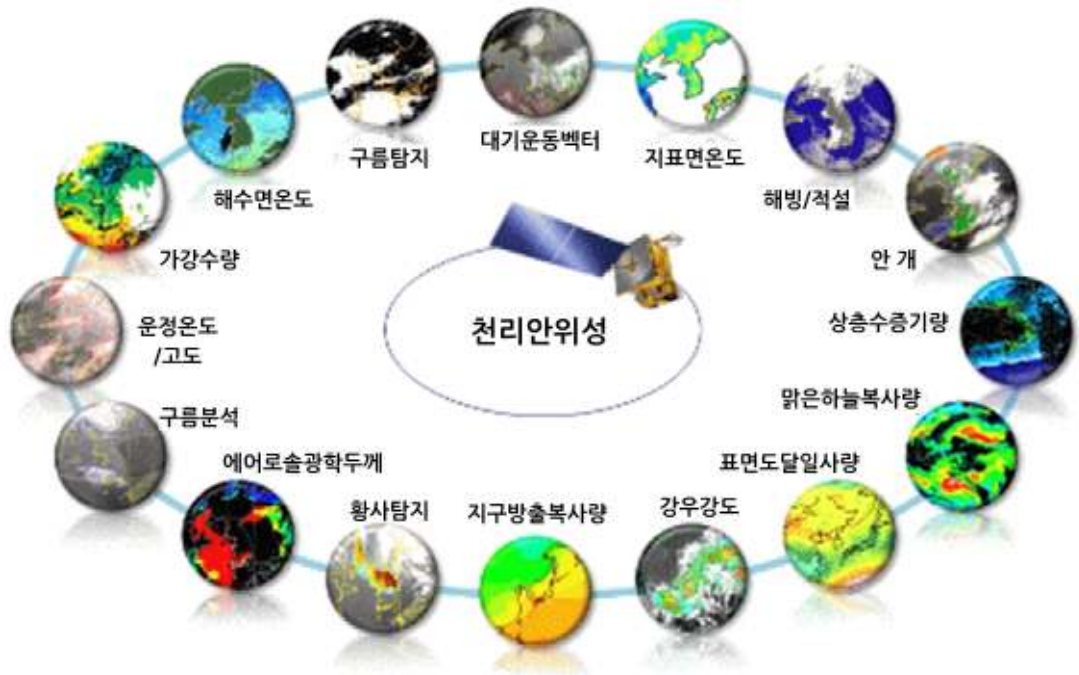 대기운동벡터
구름탐지
지표면온도
해수면온도
해빙/적설
가강수량
안 개
운정온도
/고도
천리안위성
상층수증기량
구름분석
맑은하늘복사량
에어로솔광학두께
표면도달일사량
황사탐지
지구방출복사량
강우강도